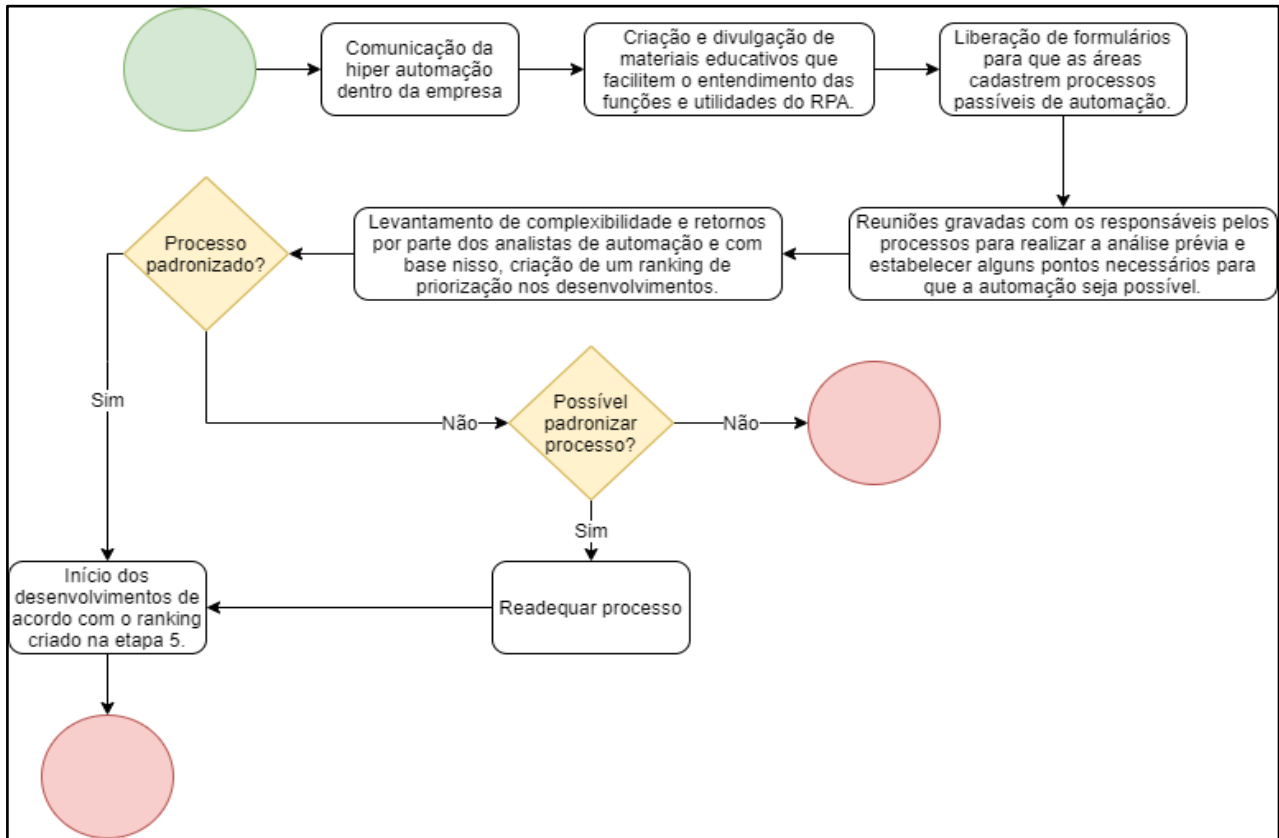 Comunicação da
hiper automação
dentro da empresa
Criação e divulgação de
materiais educativos que
facilitem o entendimento das
funções e utilidades do RPA.
Liberação de formulários
para que as áreas
cadastrem processos
passíveis de automação.
Reuniões gravadas com os responsáveis pelos
processos para realizar a análise prévia e
estabelecer alguns pontos necessários para
que a automação seja possível.
Levantamento de complexibilidade e retornos
por parte dos analistas de automação e com
base nisso, criação de um ranking de
priorização nos desenvolvimentos.
Processo
padronizado?
Sim
Não
Possível
padronizar
processo?
Não
Sim
Readequar processo
Início dos
desenvolvimentos de
acordo com o ranking
criado na etapa 5.